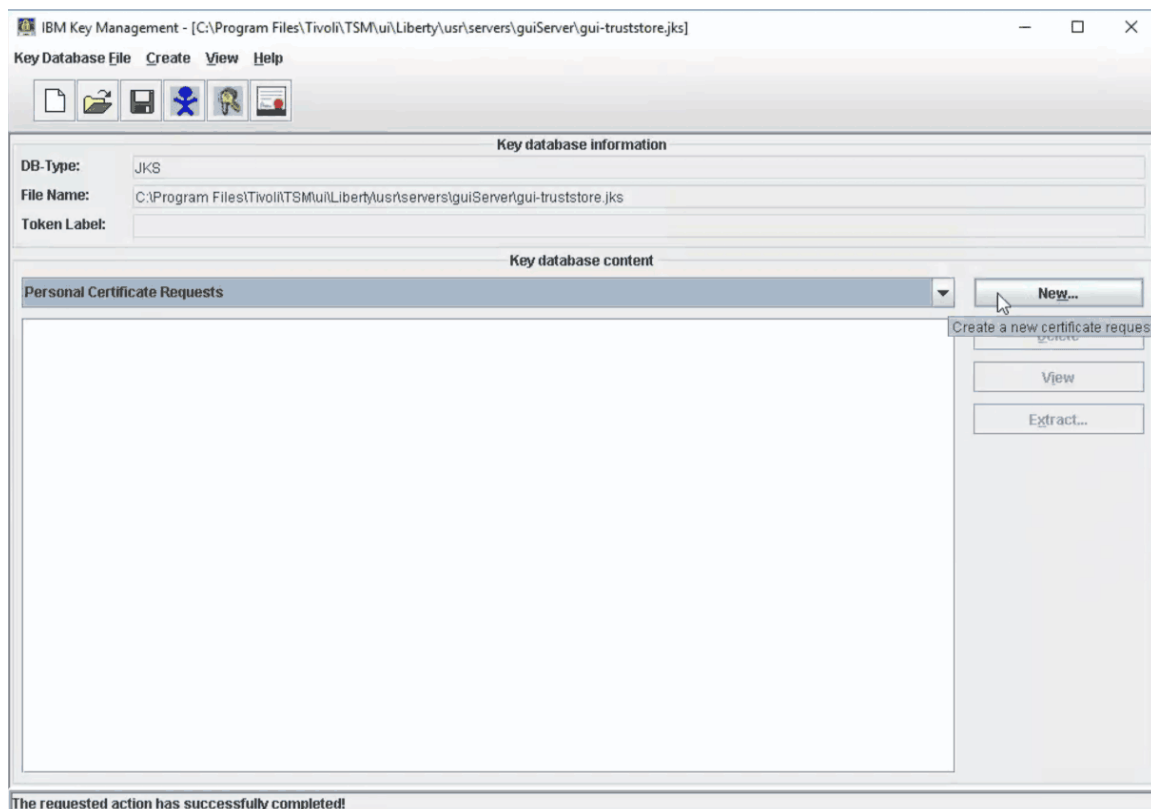 IBM Key Management - [C:\Program Files\Tivoli\TSM\ui\Liberty\usr\servers\guiServer\gui-truststore.jks]
Key Database File Create View Help
Key database information
DB-Type: JKS
File Name: C:\Program Files\Tivoli\TSM\ui\Liberty\usr\servers\guiServer\gui-truststore.jks
Token Label:
Key database content
Personal Certificate Requests
New...
Create a new certificate reques
Delete
View
Extract...
The requested action has successfully completed!